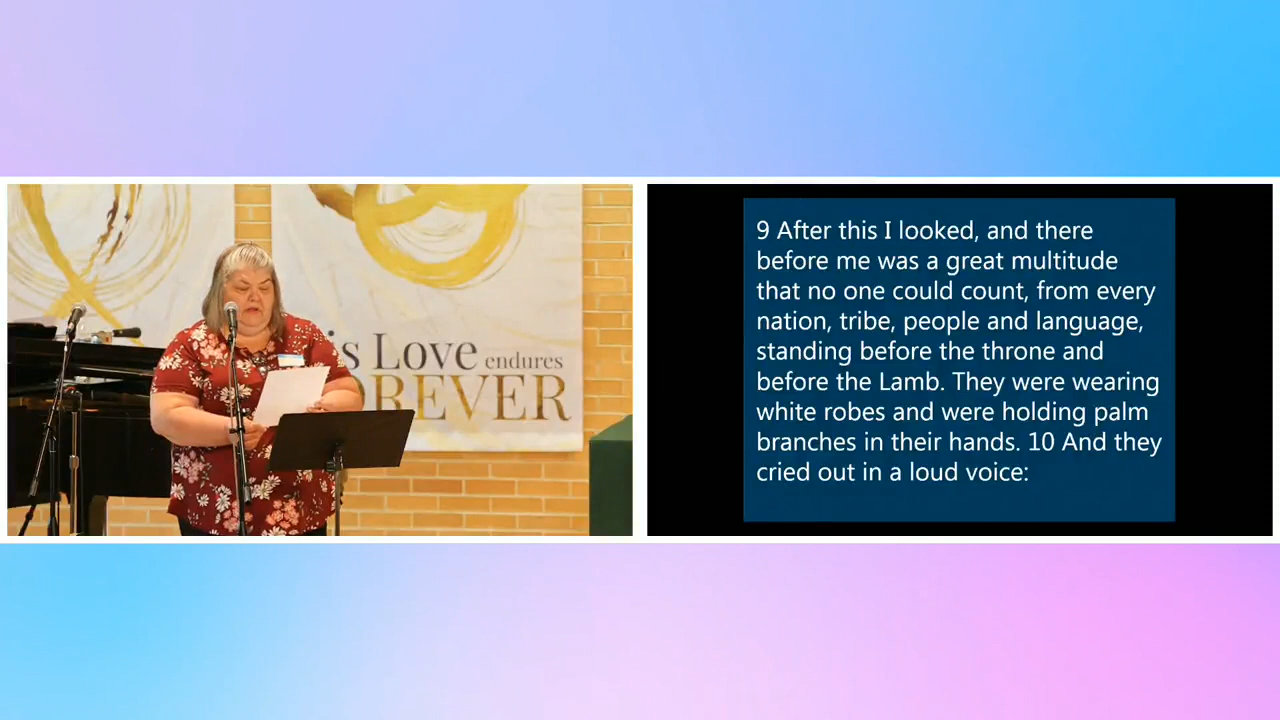 is Love endures
OREVER
9 After this I looked, and there
before me was a great multitude
that no one could count, from every
nation, tribe, people and language,
standing before the throne and
before the Lamb. They were wearing
white robes and were holding palm
branches in their hands. 10 And they
cried out in a loud voice: